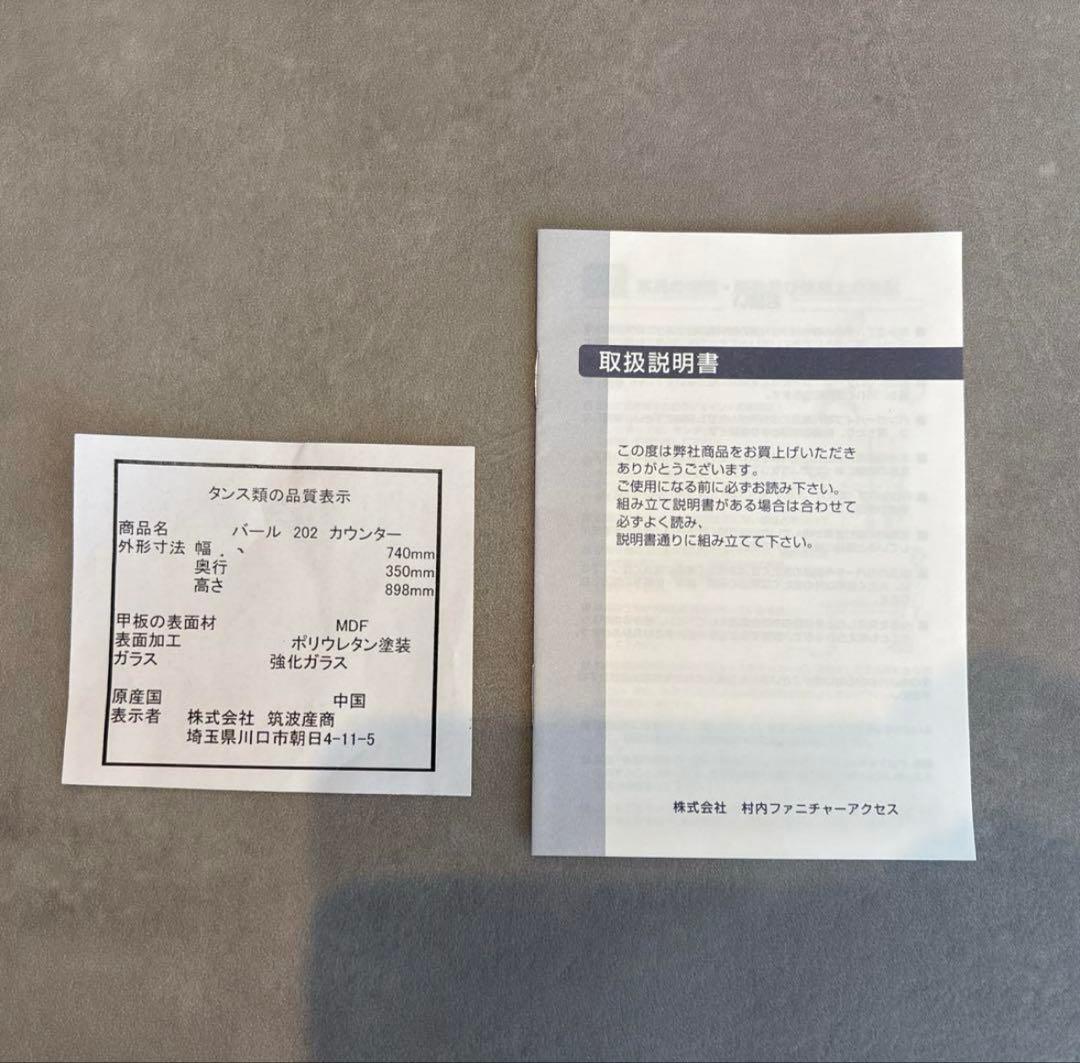 タンス類の品質表示
商品名 バール 202 カウンター
外形寸法 幅 740mm
奥行 350mm
高さ 898mm
甲板の表面材 MDF
表面加工 ポリウレタン塗装
ガラス 強化ガラス
原産国 中国
表示者 株式会社 筑波産商
埼玉県川口市朝日4-11-5
取扱説明書
この度は弊社商品をお買上げいただき
ありがとうございます。
ご使用になる前に必ずお読み下さい。
組み立て説明書がある場合は合わせて
必ずよく読み、
説明書通りに組み立てて下さい。
株式会社 村内ファニチャーアクセス